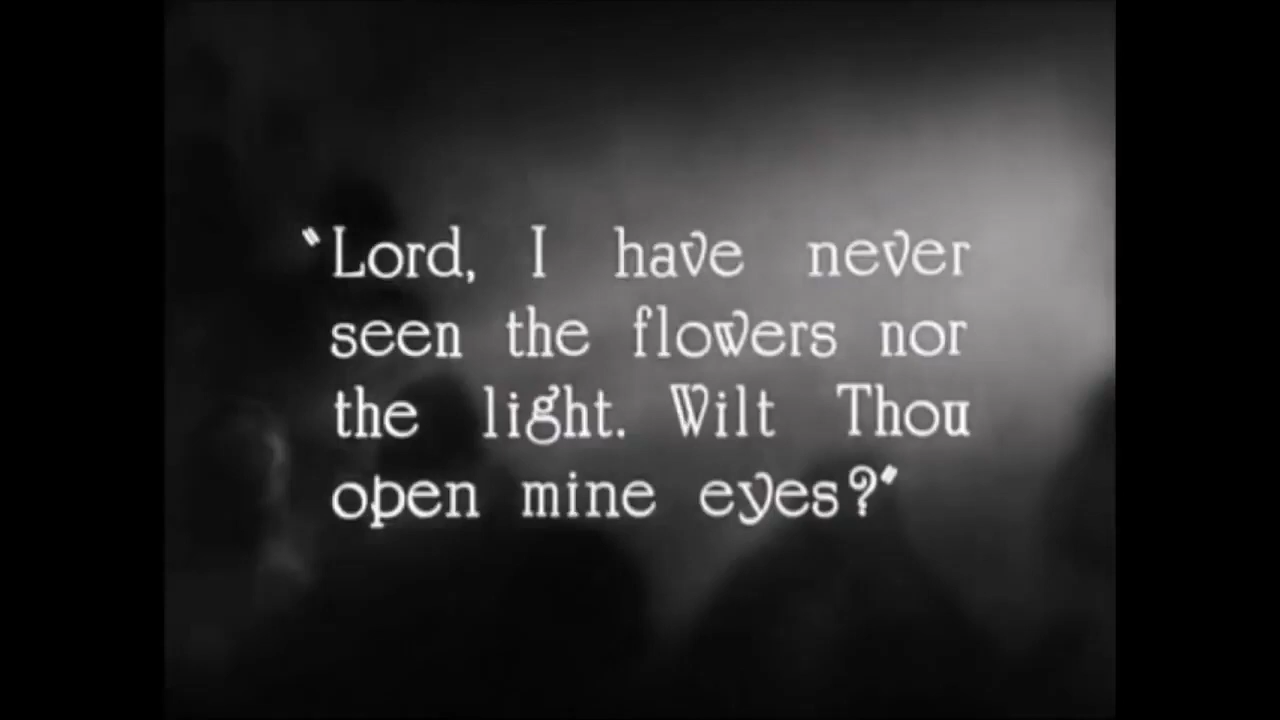 “Lord, I have never
seen the flowers nor
the light. Wilt Thou
open mine eyes?”